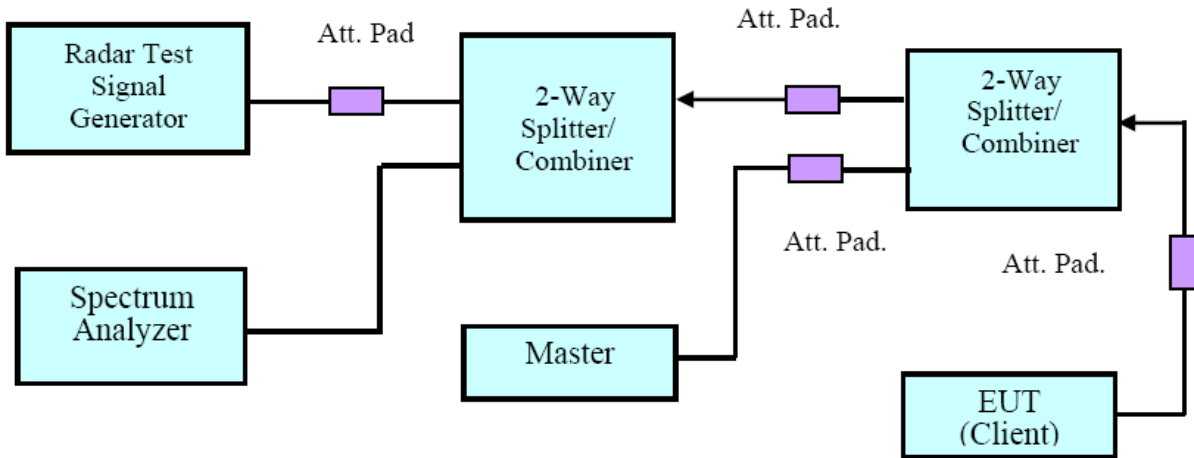 Radar Test
Signal
Generator
Att. Pad
2-Way
Splitter/
Combiner
Att. Pad.
2-Way
Splitter/
Combiner
Att. Pad.
Att. Pad.
Spectrum
Analyzer
Master
EUT
(Client)